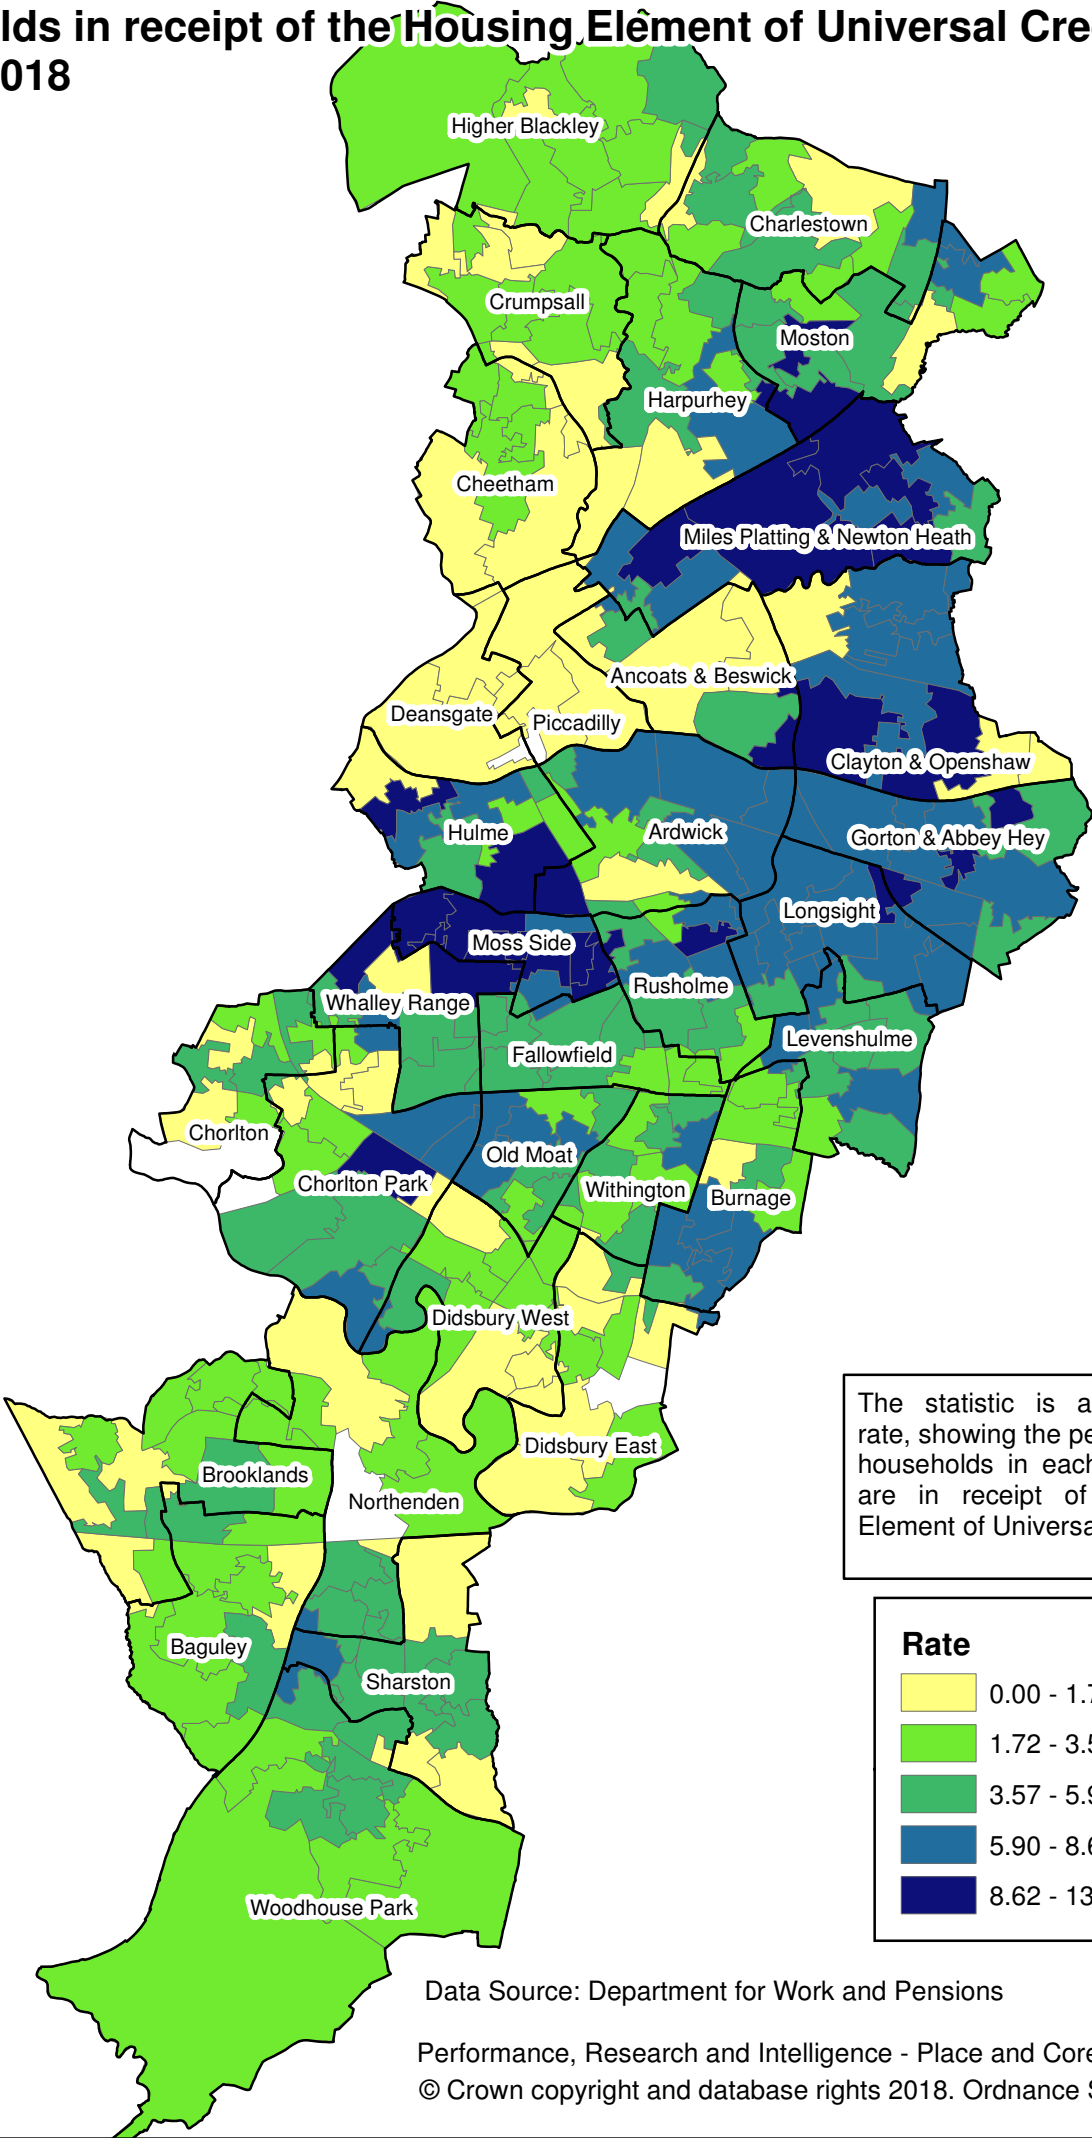 lds in receipt of the Housing Element of Universal Cre
018
Higher Blackley
Charlestown
Crumpsall
Moston
Harpurhey
Cheetham
Miles Platting & Newton Heath
Ancoats & Beswick
Deansgate
Piccadilly
Clayton & Openshaw
Hulme
Ardwick
Gorton & Abbey Hey
Longsight
Moss Side
Rusholme
Whalley Range
Levenshulme
Fallowfield
Chorlton
Old Moat
Chorlton Park
Withington
Burnage
Didsbury West
Didsbury East
Brooklands
Northenden
Baguley
Sharston
Woodhouse Park
The statistic is a
rate, showing the pe
households in each
are in receipt of
Element of Universa
Rate
0.00 - 1.7
1.72 - 3.5
3.57 - 5.9
5.90 - 8.6
8.62 - 13
Data Source: Department for Work and Pensions
Performance, Research and Intelligence - Place and Core
© Crown copyright and database rights 2018. Ordnance S